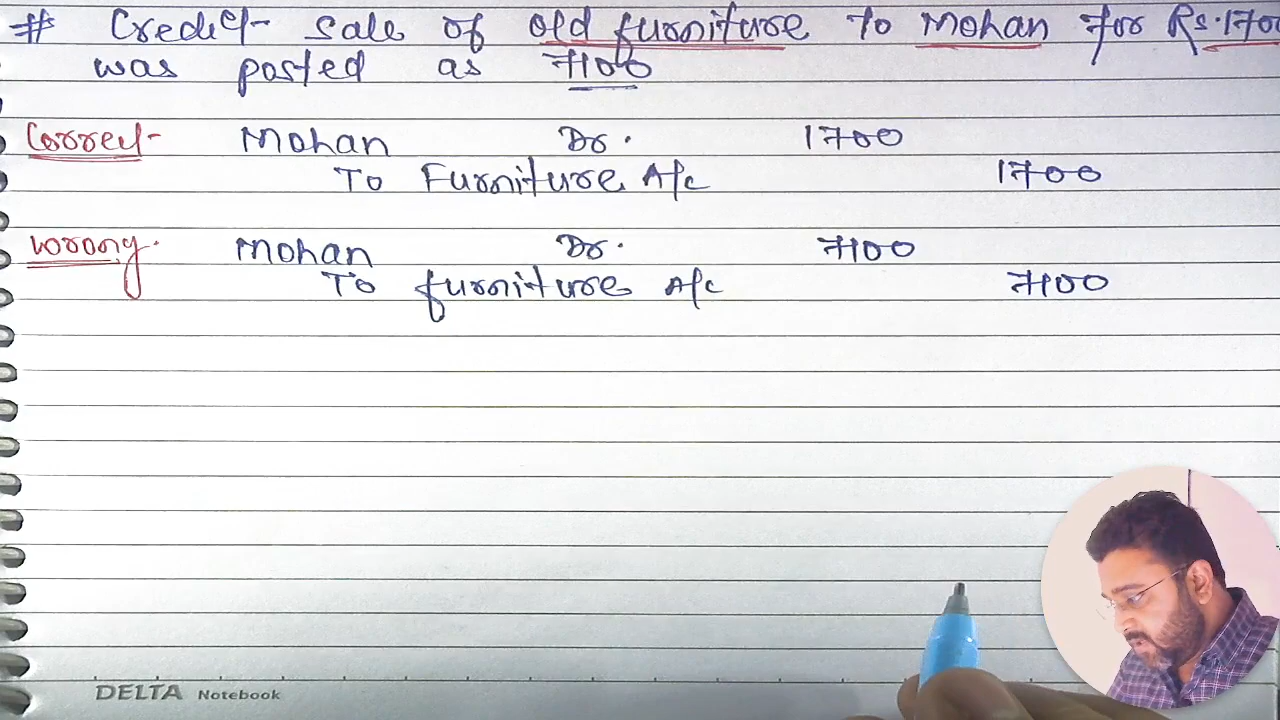 # Credit sale of old furniture to Mohan for Rs. 1700
was posted as 7100
Correct- Mohan Dr. 1700
To Furniture A/c 1700
Wrong. Mohan Dr. 7100
To furniture A/c 7100
DELTA Notebook